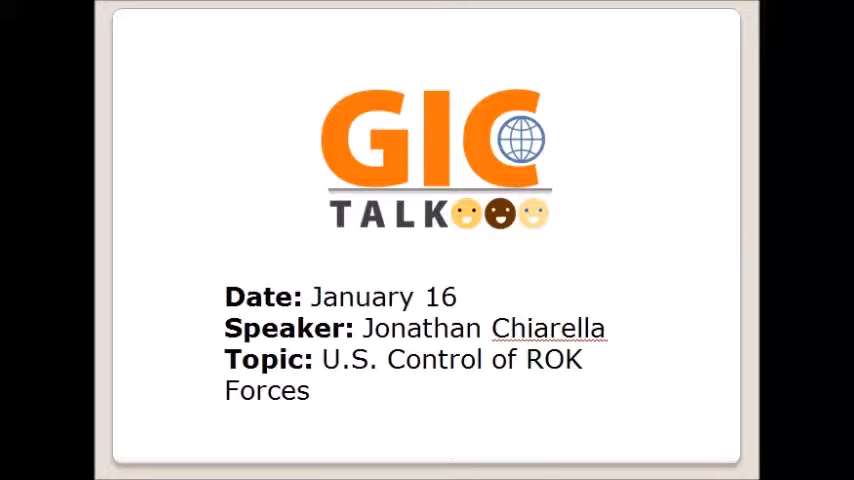 GIC
TALK
Date: January 16
Speaker: Jonathan Chiarella
Topic: U.S. Control of ROK
Forces